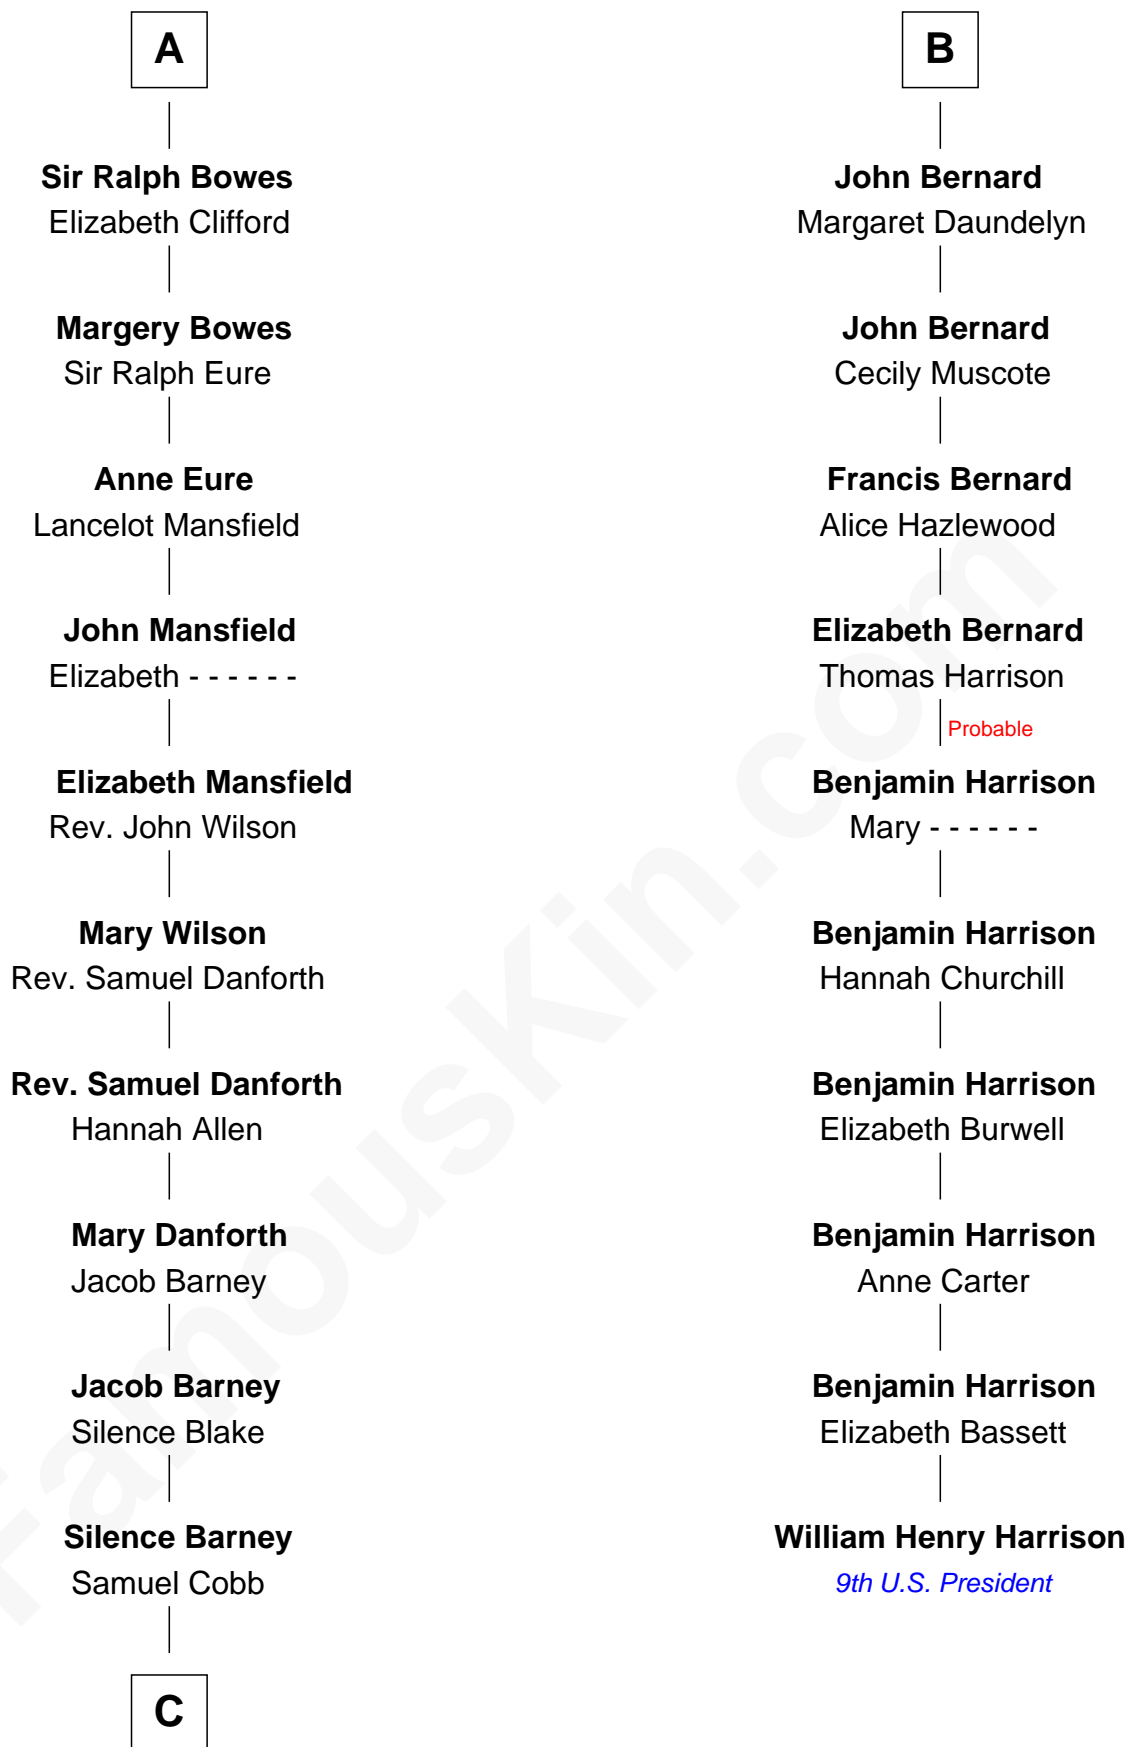 A
Sir Ralph Bowes
Elizabeth Clifford
Margery Bowes
Sir Ralph Eure
Anne Eure
Lancelot Mansfield
John Mansfield
Elizabeth - - - - - -
Elizabeth Mansfield
Rev. John Wilson
Mary Wilson
Rev. Samuel Danforth
Rev. Samuel Danforth
Hannah Allen
Mary Danforth
Jacob Barney
Jacob Barney
Silence Blake
Silence Barney
Samuel Cobb
C
B
John Bernard
Margaret Daundelyn
John Bernard
Cecily Muscote
Francis Bernard
Alice Hazlewood
Elizabeth Bernard
Thomas Harrison
Probable
Benjamin Harrison
Mary - - - - - -
Benjamin Harrison
Hannah Churchill
Benjamin Harrison
Elizabeth Burwell
Benjamin Harrison
Anne Carter
Benjamin Harrison
Elizabeth Bassett
William Henry Harrison
9th U.S. President
FamousKin.com